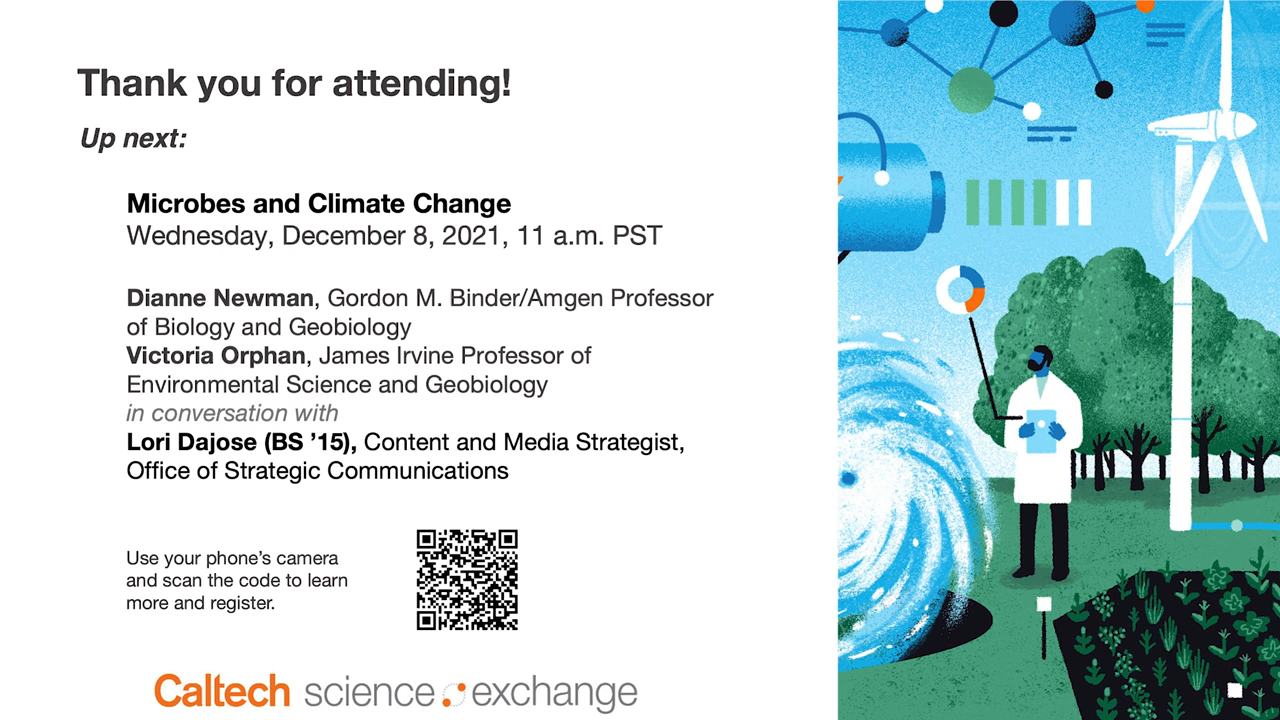 Thank you for attending!
Up next:
Microbes and Climate Change
Wednesday, December 8, 2021, 11 a.m. PST
Dianne Newman, Gordon M. Binder/Amgen Professor
of Biology and Geobiology
Victoria Orphan, James Irvine Professor of
Environmental Science and Geobiology
in conversation with
Lori Dajose (BS ’15), Content and Media Strategist,
Office of Strategic Communications
Use your phone’s camera
and scan the code to learn
more and register.
Caltech science exchange